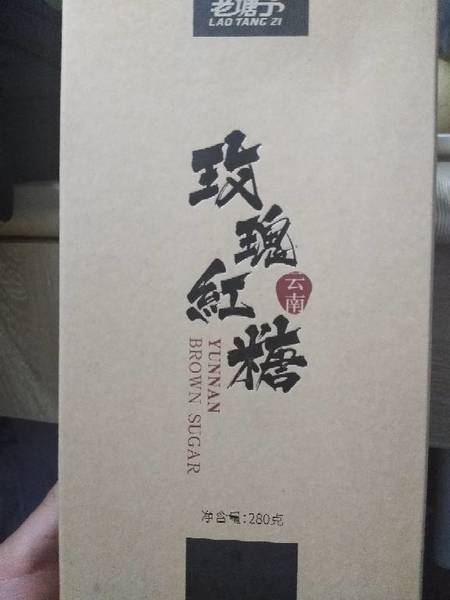 老塘子
LAO TANG ZI
玫瑰
紅糖
云南
YUNNAN
BROWN SUGAR
净含量:280克